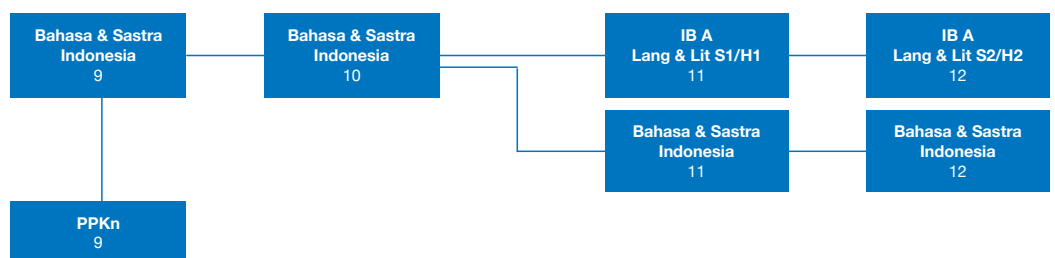 Bahasa & Sastra
Indonesia
9
Bahasa & Sastra
Indonesia
10
IB A
Lang & Lit S1/H1
11
IB A
Lang & Lit S2/H2
12
Bahasa & Sastra
Indonesia
11
Bahasa & Sastra
Indonesia
12
PPKn
9